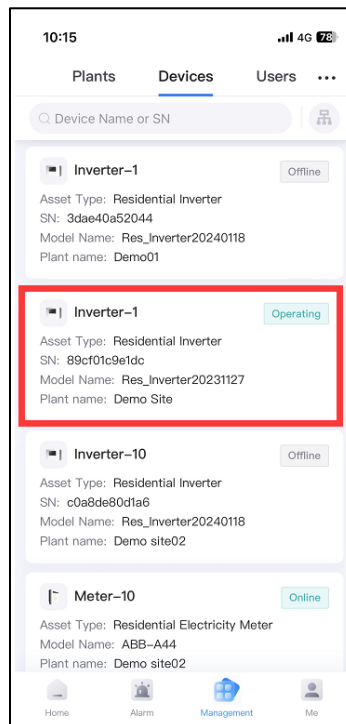 10:15
4G 78
Plants Devices Users ...
Device Name or SN
Inverter-1 Offline
Asset Type: Residential Inverter
SN: 3dae40a52044
Model Name: Res_Inverter20240118
Plant name: Demo01
Inverter-1 Operating
Asset Type: Residential Inverter
SN: 89cf01c9e1dc
Model Name: Res_Inverter20231127
Plant name: Demo Site
Inverter-10 Offline
Asset Type: Residential Inverter
SN: c0a8de80d1a6
Model Name: Res_Inverter20240118
Plant name: Demo site02
Meter-10 Online
Asset Type: Residential Electricity Meter
Model Name: ABB-A44
Plant name: Demo site02
Home Alarm Management Me